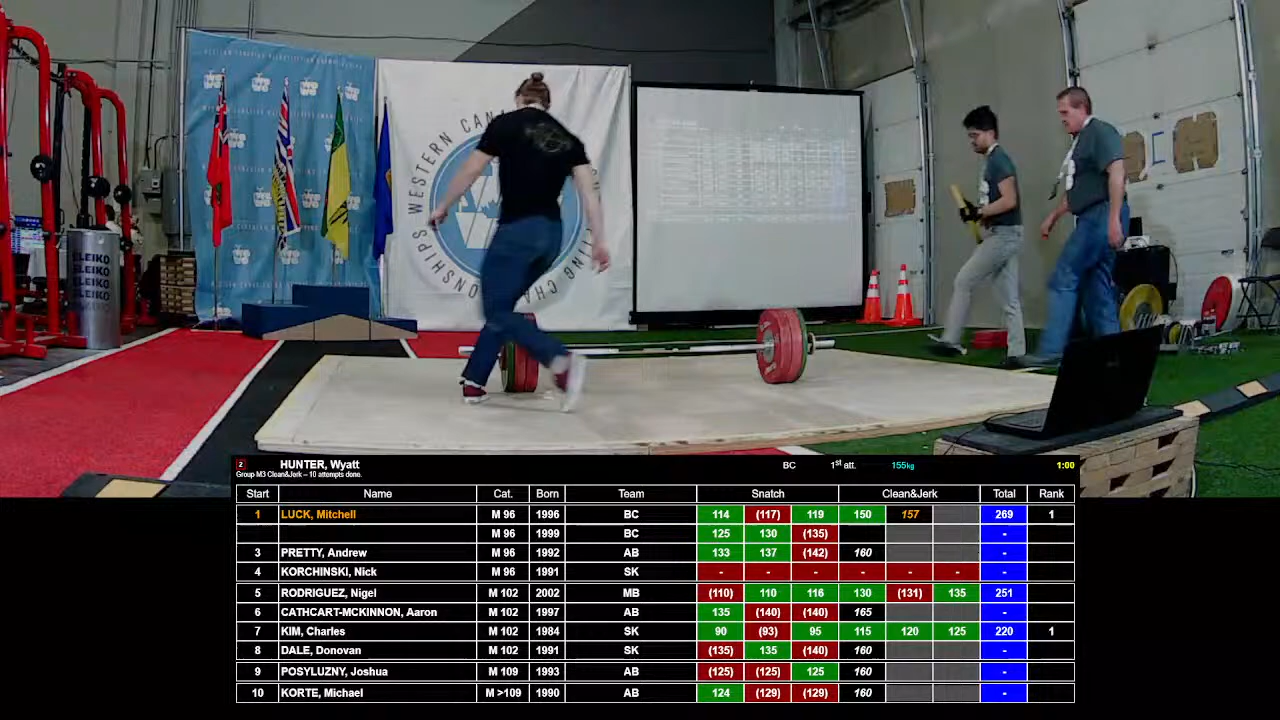 WESTERN CAN
CHAMPIONSHIPS
ELEIKO
ELEIKO
ELEIKO
ELEIKO
2 HUNTER, Wyatt BC 1st att. 155kg 1:00
Group M3 Clean&Jerk – 10 attempts done.
Start Name Cat. Born Team Snatch Clean&Jerk Total Rank
1 LUCK, Mitchell M 96 1996 BC 114 (117) 119 150 157 269 1
M 96 1999 BC 125 130 (135) -
3 PRETTY, Andrew M 96 1992 AB 133 137 (142) 160 -
4 KORCHINSKI, Nick M 96 1991 SK - - - - - - -
5 RODRIGUEZ, Nigel M 102 2002 MB (110) 110 116 130 (131) 135 251
6 CATHCART-MCKINNON, Aaron M 102 1997 AB 135 (140) (140) 165 -
7 KIM, Charles M 102 1984 SK 90 (93) 95 115 120 125 220 1
8 DALE, Donovan M 102 1991 SK (135) 135 (140) 160 -
9 POSYLUZNY, Joshua M 109 1993 AB (125) (125) 125 160 -
10 KORTE, Michael M >109 1990 AB 124 (129) (129) 160 -